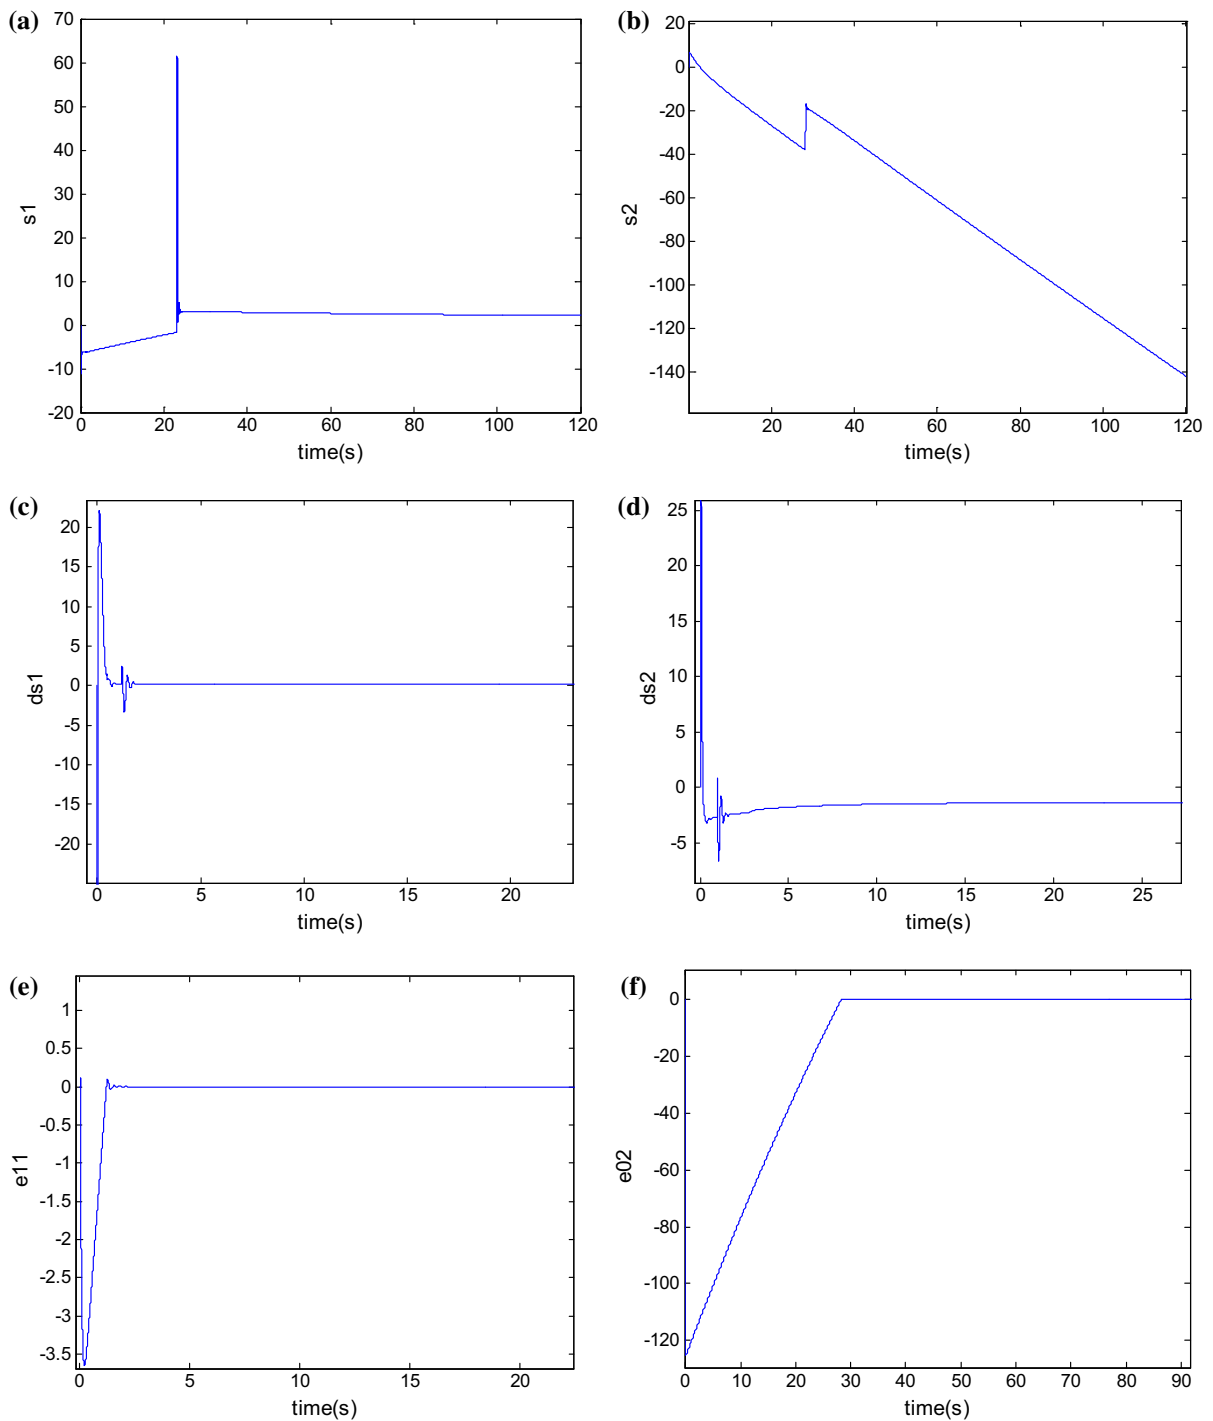 (a)
70
60
50
40
30
20
10
0
-10
-20
s1
0 20 40 60 80 100 120
time(s)
(b)
20
0
-20
-40
-60
-80
-100
-120
-140
s2
20 40 60 80 100 120
time(s)
(c)
20
15
10
5
0
-5
-10
-15
-20
ds1
0 5 10 15 20
time(s)
(d)
25
20
15
10
5
0
-5
ds2
0 5 10 15 20 25
time(s)
(e)
1
0.5
0
-0.5
-1
-1.5
-2
-2.5
-3
-3.5
e11
0 5 10 15 20
time(s)
(f)
0
-20
-40
-60
-80
-100
-120
e02
0 10 20 30 40 50 60 70 80 90
time(s)